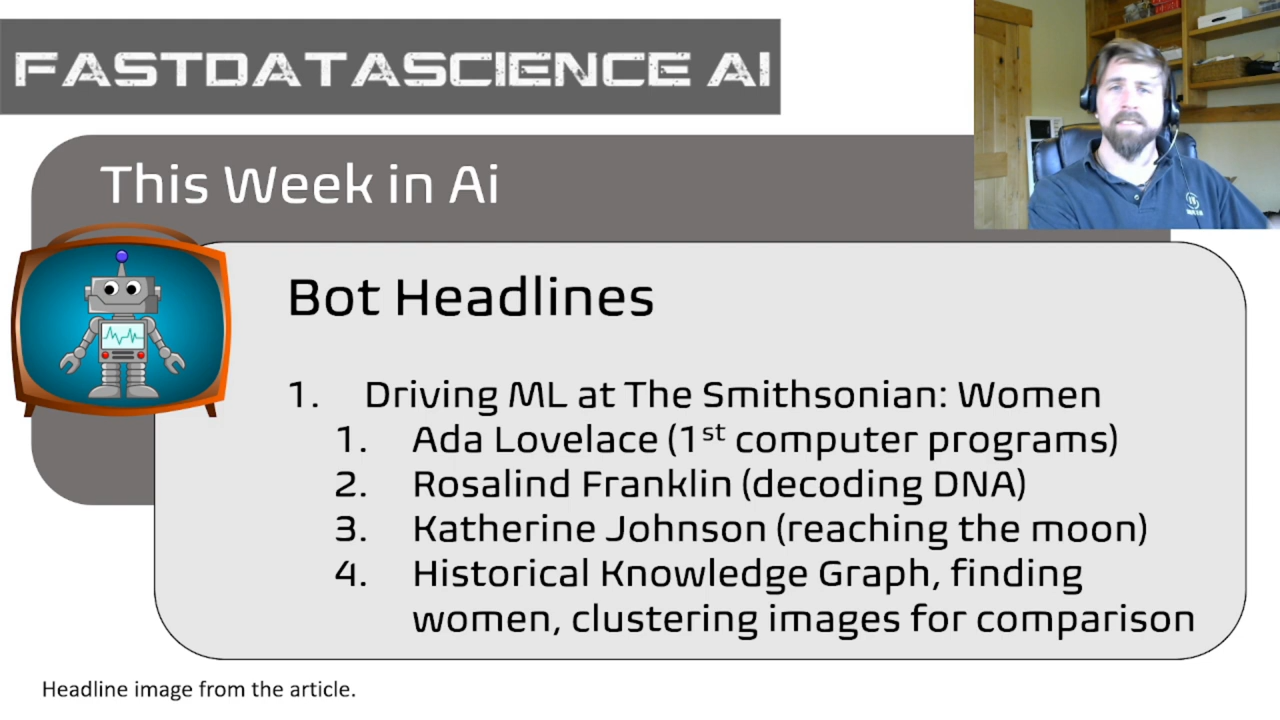 FASTDATASCIENCE AI
This Week in Ai
Bot Headlines
1. Driving ML at The Smithsonian: Women
1. Ada Lovelace (1st computer programs)
2. Rosalind Franklin (decoding DNA)
3. Katherine Johnson (reaching the moon)
4. Historical Knowledge Graph, finding
women, clustering images for comparison
Headline image from the article.